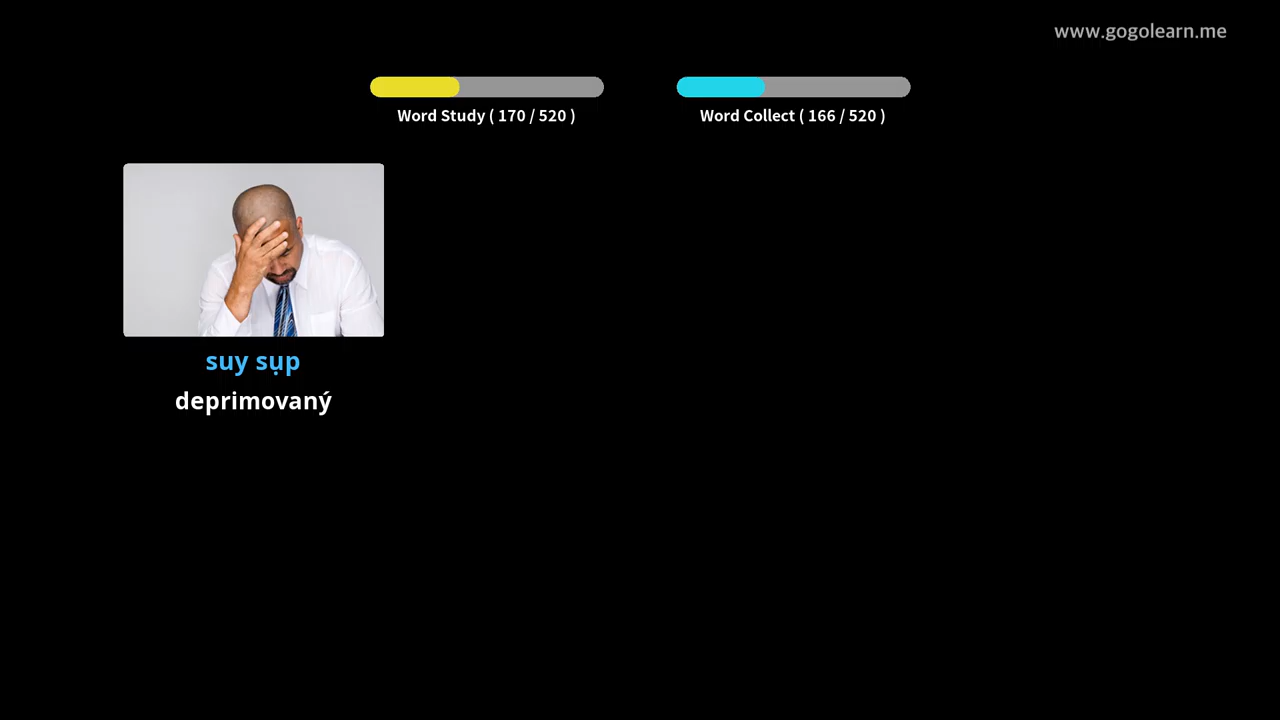 www.gogolearn.me
Word Study ( 170 / 520 )
Word Collect ( 166 / 520 )
suy sụp
deprimovaný